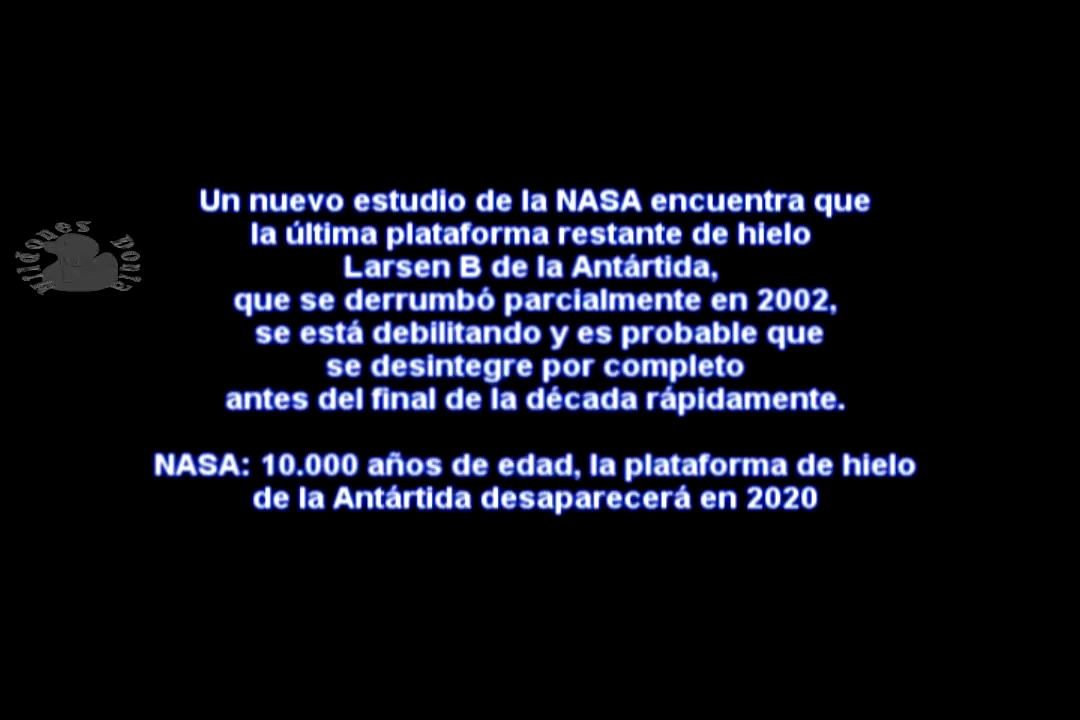 Un nuevo estudio de la NASA encuentra que
la última plataforma restante de hielo
Larsen B de la Antártida,
que se derrumbó parcialmente en 2002,
se está debilitando y es probable que
se desintegre por completo
antes del final de la década rápidamente.
NASA: 10.000 años de edad, la plataforma de hielo
de la Antártida desaparecerá en 2020